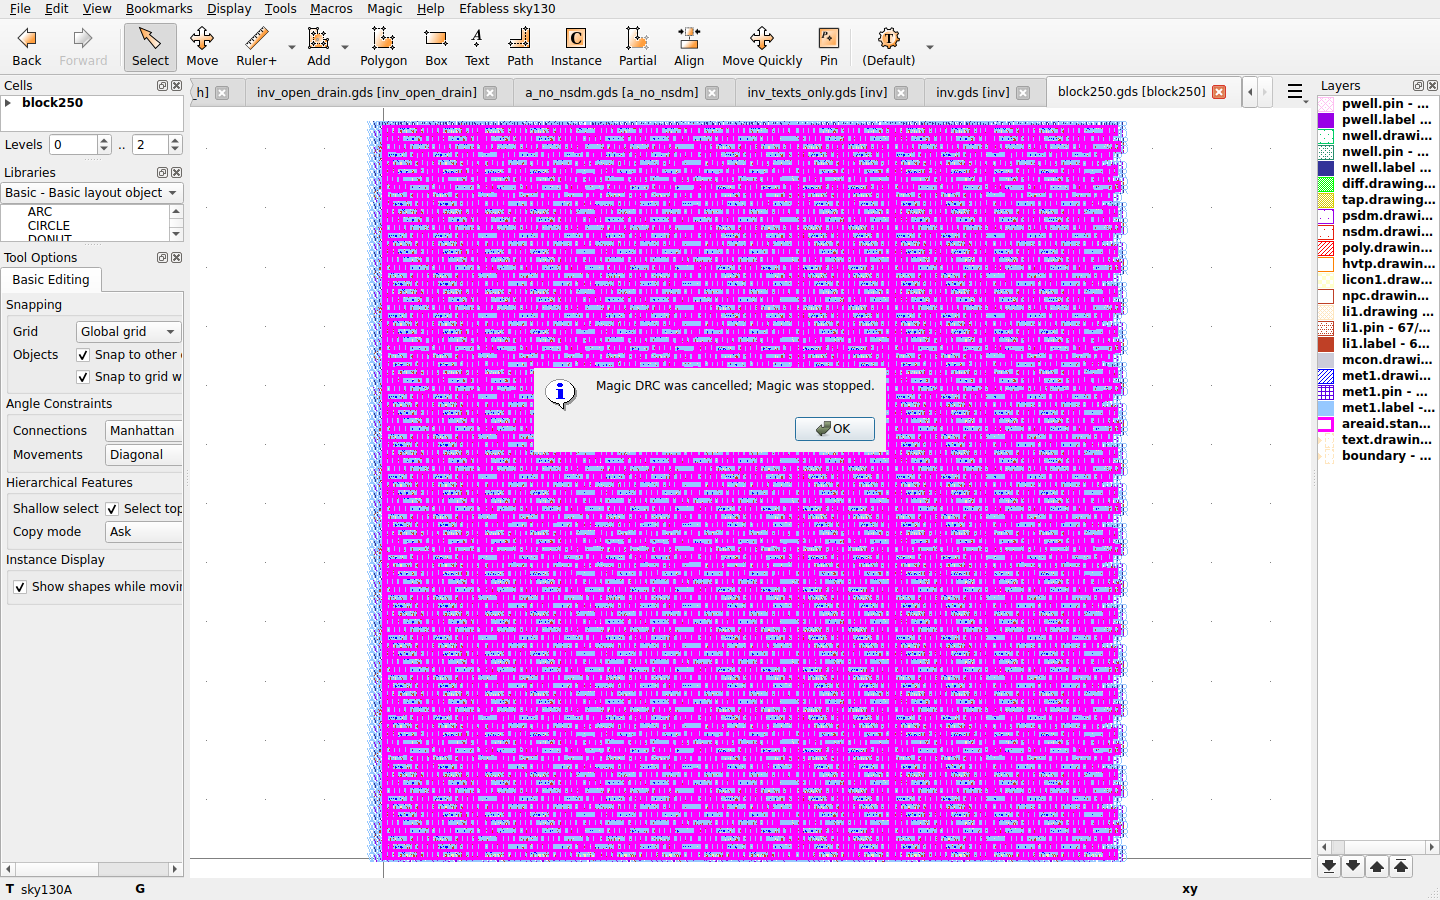 File Edit View Bookmarks Display Tools Macros Magic Help Efabless sky130
Back Forward Select Move Ruler+ Add Polygon Box Text Path Instance Partial Align Move Quickly Pin (Default)
Cells
_h] inv_open_drain.gds [inv_open_drain] a_no_nsdm.gds [a_no_nsdm] inv_texts_only.gds [inv] inv.gds [inv] block250.gds [block250]
Layers
block250
Levels 0 .. 2
Libraries
Basic - Basic layout object
ARC
CIRCLE
DONUT
Tool Options
Basic Editing
Snapping
Grid Global grid
Objects Snap to other
Snap to grid w
Angle Constraints
Connections Manhattan
Movements Diagonal
Hierarchical Features
Shallow select Select top
Copy mode Ask
Instance Display
Show shapes while movin
Magic DRC was cancelled; Magic was stopped.
OK
pwell.pin - ...
pwell.label ...
nwell.drawi...
nwell.pin - ...
nwell.label ...
diff.drawing...
tap.drawing...
psdm.drawi...
nsdm.drawi...
poly.drawin...
hvtp.drawin...
licon1.draw...
npc.drawin...
li1.drawing ...
li1.pin - 67/...
li1.label - 6...
mcon.drawi...
met1.drawi...
met1.pin - ...
met1.label -...
areaid.stan...
text.drawin...
boundary - ...
T sky130A G xy